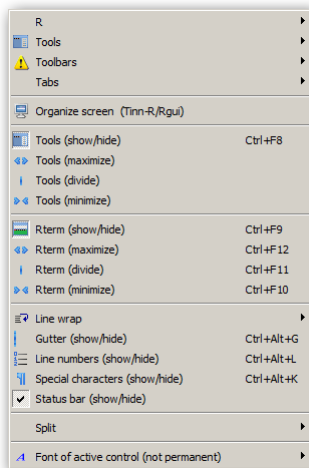 R
Tools
Toolbars
Tabs
Organize screen (Tinn-R/Rgui)
Tools (show/hide) Ctrl+F8
Tools (maximize)
Tools (divide)
Tools (minimize)
Rterm (show/hide) Ctrl+F9
Rterm (maximize) Ctrl+F12
Rterm (divide) Ctrl+F11
Rterm (minimize) Ctrl+F10
Line wrap
Gutter (show/hide) Ctrl+Alt+G
Line numbers (show/hide) Ctrl+Alt+L
Special characters (show/hide) Ctrl+Alt+K
Status bar (show/hide)
Split
Font of active control (not permanent)